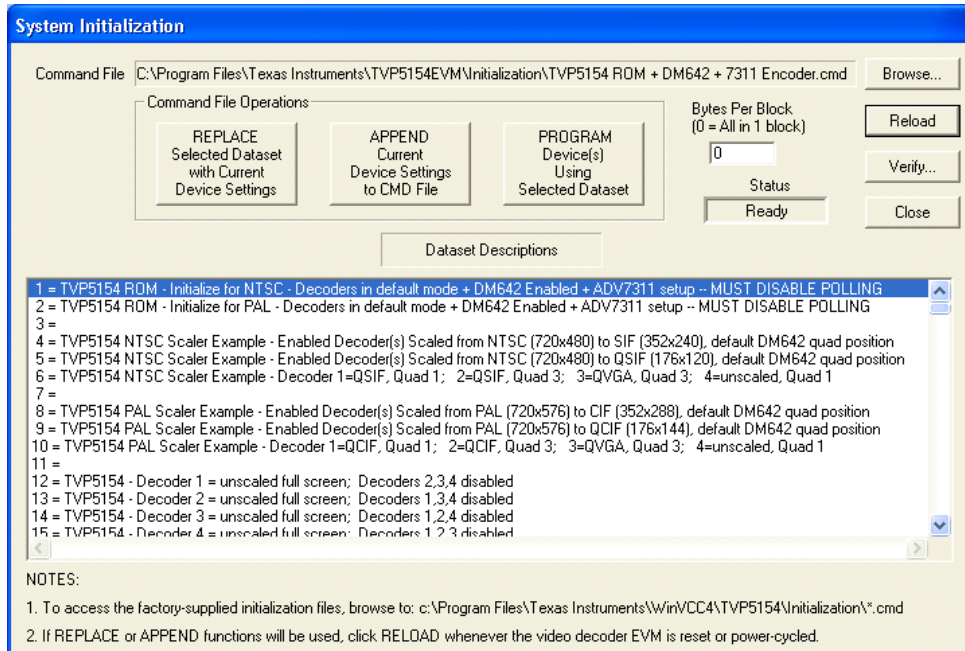 System Initialization
Command File C:\Program Files\Texas Instruments\TVP5154EVM\Initialization\TVP5154 ROM + DM642 + 7311 Encoder.cmd Browse...
Command File Operations
REPLACE
Selected Dataset
with Current
Device Settings
APPEND
Current
Device Settings
to CMD File
PROGRAM
Device(s)
Using
Selected Dataset
Bytes Per Block
(0 = All in 1 block)
0
Status
Ready
Reload
Verify...
Close
Dataset Descriptions
1 = TVP5154 ROM - Initialize for NTSC - Decoders in default mode + DM642 Enabled + ADV7311 setup -- MUST DISABLE POLLING
2 = TVP5154 ROM - Initialize for PAL - Decoders in default mode + DM642 Enabled + ADV7311 setup -- MUST DISABLE POLLING
3 =
4 = TVP5154 NTSC Scaler Example - Enabled Decoder(s) Scaled from NTSC (720x480) to SIF (352x240), default DM642 quad position
5 = TVP5154 NTSC Scaler Example - Enabled Decoder(s) Scaled from NTSC (720x480) to QSIF (176x120), default DM642 quad position
6 = TVP5154 NTSC Scaler Example - Decoder 1=QSIF, Quad 1; 2=QSIF, Quad 3; 3=QVGA, Quad 3; 4=unscaled, Quad 1
7 =
8 = TVP5154 PAL Scaler Example - Enabled Decoder(s) Scaled from PAL (720x576) to CIF (352x288), default DM642 quad position
9 = TVP5154 PAL Scaler Example - Enabled Decoder(s) Scaled from PAL (720x576) to QCIF (176x144), default DM642 quad position
10 = TVP5154 PAL Scaler Example - Decoder 1=QCIF, Quad 1; 2=QCIF, Quad 3; 3=QVGA, Quad 3; 4=unscaled, Quad 1
11 =
12 = TVP5154 - Decoder 1 = unscaled full screen; Decoders 2,3,4 disabled
13 = TVP5154 - Decoder 2 = unscaled full screen; Decoders 1,3,4 disabled
14 = TVP5154 - Decoder 3 = unscaled full screen; Decoders 1,2,4 disabled
15 = TVP5154 - Decoder 4 = unscaled full screen; Decoders 1,2,3 disabled
NOTES:
1. To access the factory-supplied initialization files, browse to: c:\Program Files\Texas Instruments\WinVCC4\TVP5154\Initialization\*.cmd
2. If REPLACE or APPEND functions will be used, click RELOAD whenever the video decoder EVM is reset or power-cycled.